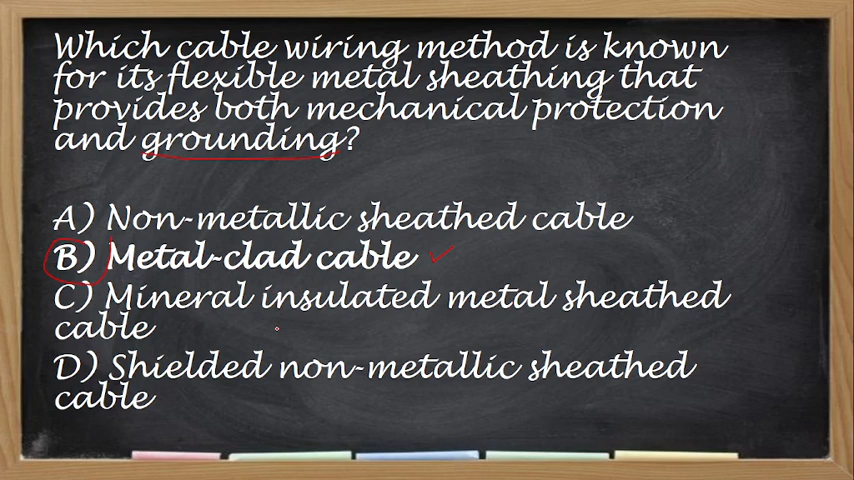 Which cable wiring method is known
for its flexible metal sheathing that
provides both mechanical protection
and grounding?
A) Non-metallic sheathed cable
B) Metal-clad cable
C) Mineral insulated metal sheathed
cable
D) Shielded non-metallic sheathed
cable